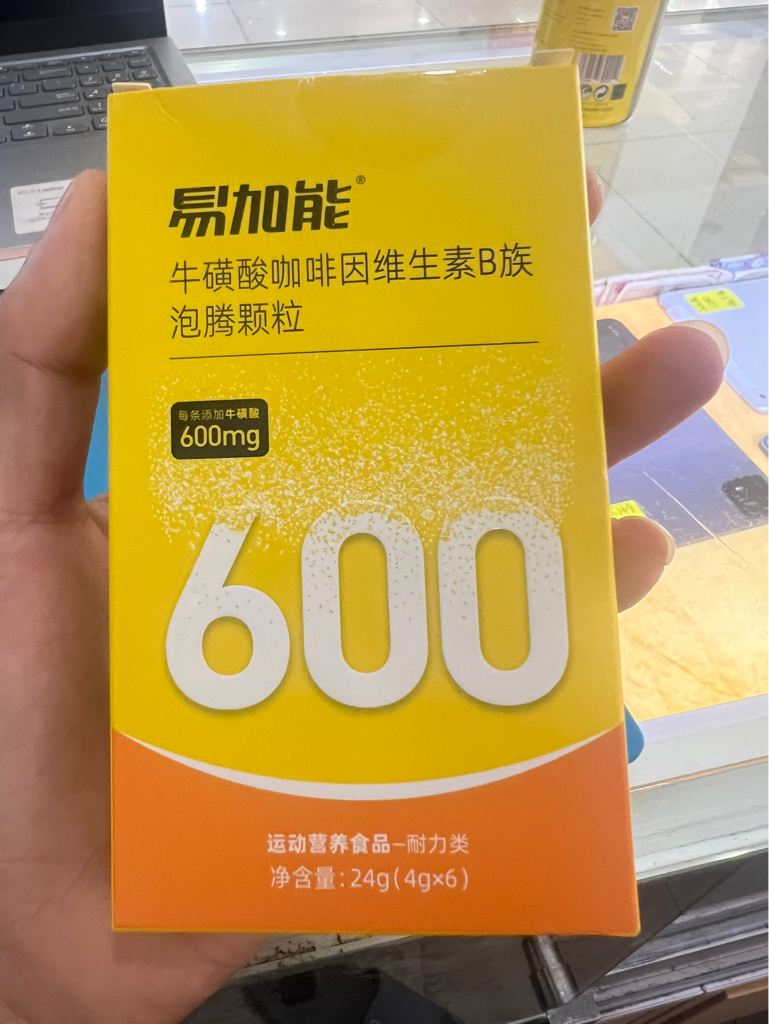 易加能®
牛磺酸咖啡因维生素B族
泡腾颗粒
每条添加牛磺酸
600mg
600
运动营养食品-耐力类
净含量:24g(4g×6)